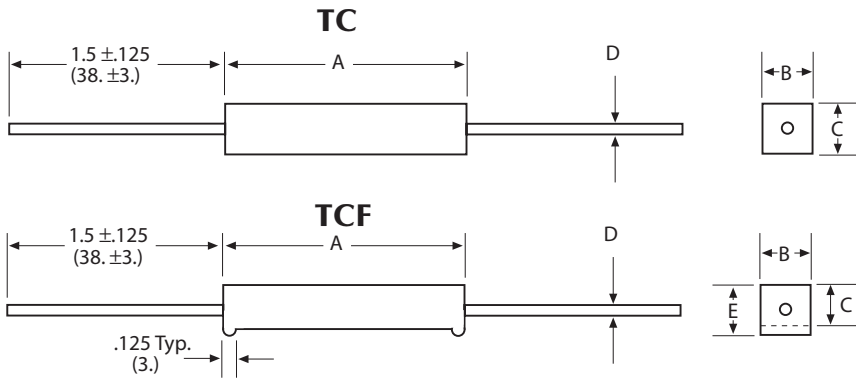 TC
1.5 ±.125
(38. ±3.)
A
D
B
C
TCF
1.5 ±.125
(38. ±3.)
A
D
B
E
C
.125 Typ.
(3.)